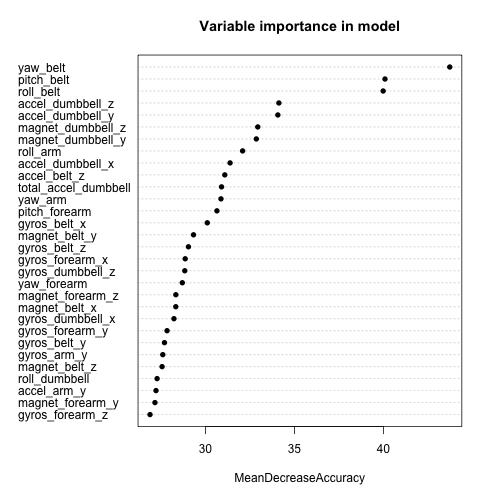 Variable importance in model
yaw_belt
pitch_belt
roll_belt
accel_dumbbell_z
accel_dumbbell_y
magnet_dumbbell_z
magnet_dumbbell_y
roll_arm
accel_dumbbell_x
accel_belt_z
total_accel_dumbbell
yaw_arm
pitch_forearm
gyros_belt_x
magnet_belt_y
gyros_belt_z
gyros_forearm_x
gyros_dumbbell_z
yaw_forearm
magnet_forearm_z
magnet_belt_x
gyros_dumbbell_x
gyros_forearm_y
gyros_belt_y
gyros_arm_y
magnet_belt_z
roll_dumbbell
accel_arm_y
magnet_forearm_y
gyros_forearm_z
30 35 40
MeanDecreaseAccuracy